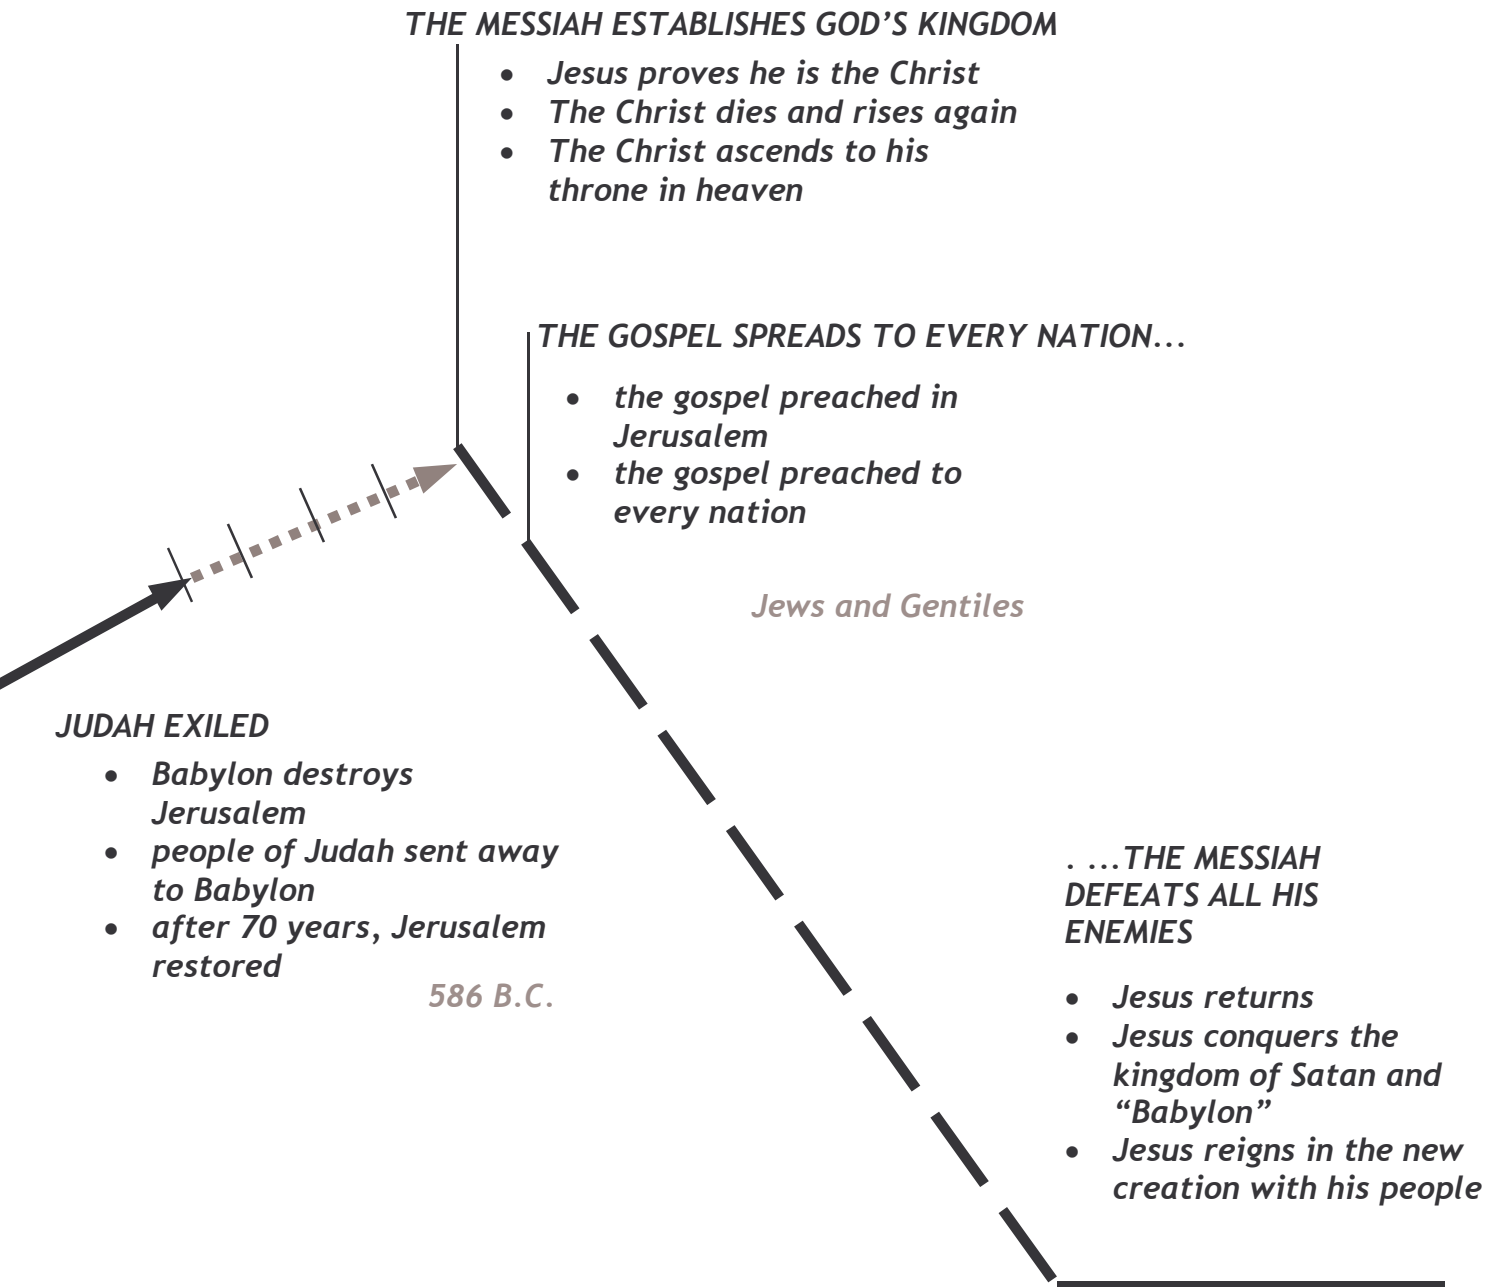 THE MESSIAH ESTABLISHES GOD’S KINGDOM
• Jesus proves he is the Christ
• The Christ dies and rises again
• The Christ ascends to his
throne in heaven
THE GOSPEL SPREADS TO EVERY NATION...
• the gospel preached in
Jerusalem
• the gospel preached to
every nation
Jews and Gentiles
JUDAH EXILED
• Babylon destroys
Jerusalem
• people of Judah sent away
to Babylon
• after 70 years, Jerusalem
restored
586 B.C.
. ...THE MESSIAH
DEFEATS ALL HIS
ENEMIES
• Jesus returns
• Jesus conquers the
kingdom of Satan and
“Babylon”
• Jesus reigns in the new
creation with his people